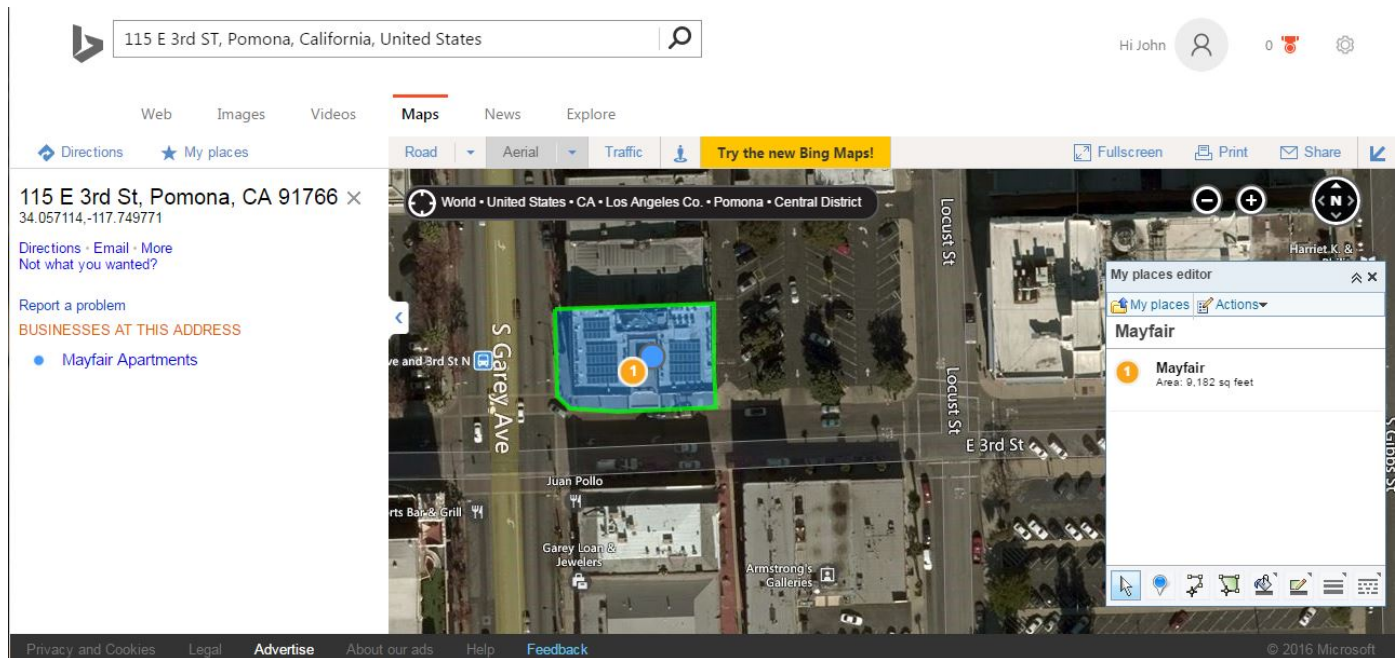 115 E 3rd ST, Pomona, California, United States
Hi John
0
Web Images Videos Maps News Explore
Directions My places
Road Aerial Traffic Try the new Bing Maps! Fullscreen Print Share
115 E 3rd St, Pomona, CA 91766
34.057114,-117.749771
Directions · Email · More
Not what you wanted?
Report a problem
BUSINESSES AT THIS ADDRESS
Mayfair Apartments
World • United States • CA • Los Angeles Co. • Pomona • Central District
N
Locust St
Harriet K. &
S Garey Ave
ve and 3rd St N
1
Locust St
E 3rd St
S Gibbs St
Juan Pollo
rts Bar & Grill
Garey Loan &
Jewelers
Armstrong's
Galleries
My places editor
My places Actions
Mayfair
1 Mayfair
Area: 9,182 sq feet
Privacy and Cookies Legal Advertise About our ads Help Feedback © 2016 Microsoft